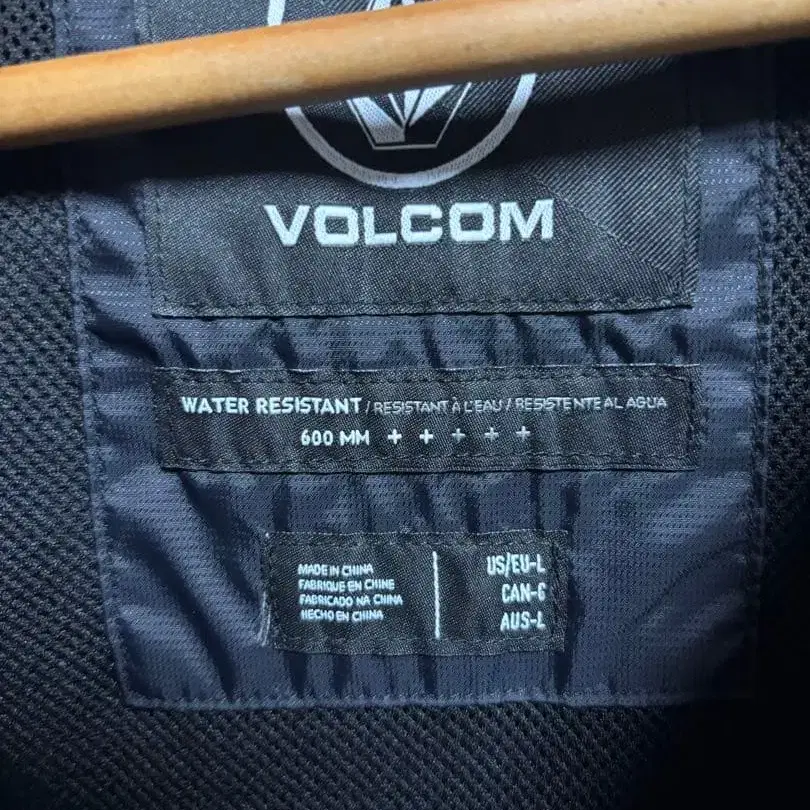 VOLCOM
WATER RESISTANT / RESISTANT À L'EAU / RESISTENTE AL AGUA
600 MM + + + + +
MADE IN CHINA
FABRIQUE EN CHINE
FABRICADO NA CHINA
HECHO EN CHINA
US/EU-L
CAN-G
AUS-L